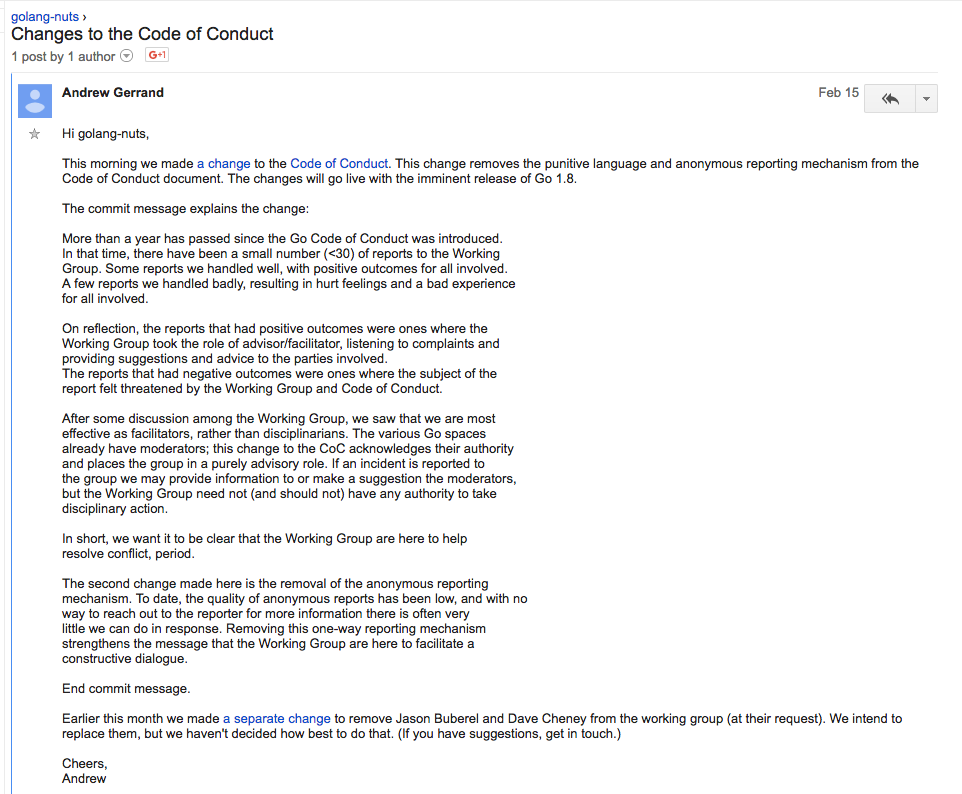 golang-nuts ›
Changes to the Code of Conduct
1 post by 1 author G+1
Andrew Gerrand Feb 15
Hi golang-nuts,
This morning we made a change to the Code of Conduct. This change removes the punitive language and anonymous reporting mechanism from the
Code of Conduct document. The changes will go live with the imminent release of Go 1.8.
The commit message explains the change:
More than a year has passed since the Go Code of Conduct was introduced.
In that time, there have been a small number (<30) of reports to the Working
Group. Some reports we handled well, with positive outcomes for all involved.
A few reports we handled badly, resulting in hurt feelings and a bad experience
for all involved.
On reflection, the reports that had positive outcomes were ones where the
Working Group took the role of advisor/facilitator, listening to complaints and
providing suggestions and advice to the parties involved.
The reports that had negative outcomes were ones where the subject of the
report felt threatened by the Working Group and Code of Conduct.
After some discussion among the Working Group, we saw that we are most
effective as facilitators, rather than disciplinarians. The various Go spaces
already have moderators; this change to the CoC acknowledges their authority
and places the group in a purely advisory role. If an incident is reported to
the group we may provide information to or make a suggestion the moderators,
but the Working Group need not (and should not) have any authority to take
disciplinary action.
In short, we want it to be clear that the Working Group are here to help
resolve conflict, period.
The second change made here is the removal of the anonymous reporting
mechanism. To date, the quality of anonymous reports has been low, and with no
way to reach out to the reporter for more information there is often very
little we can do in response. Removing this one-way reporting mechanism
strengthens the message that the Working Group are here to facilitate a
constructive dialogue.
End commit message.
Earlier this month we made a separate change to remove Jason Buberel and Dave Cheney from the working group (at their request). We intend to
replace them, but we haven't decided how best to do that. (If you have suggestions, get in touch.)
Cheers,
Andrew